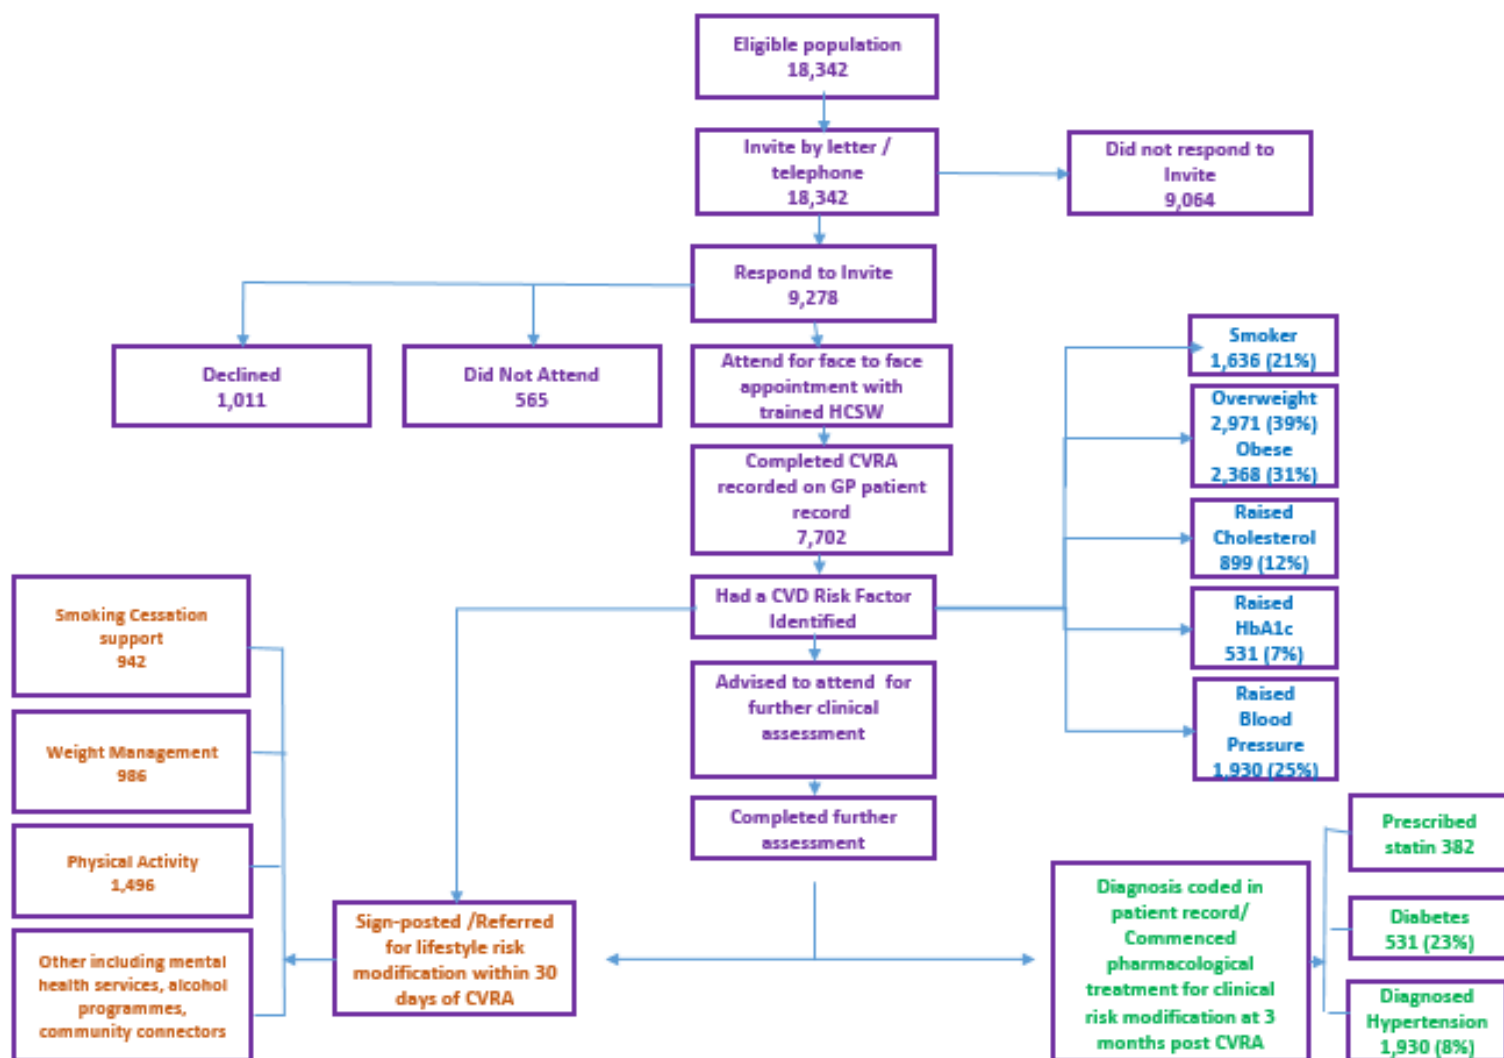 Eligible population
18,342
Invite by letter /
telephone
18,342
Did not respond to
Invite
9,064
Respond to Invite
9,278
Declined
1,011
Did Not Attend
565
Attend for face to face
appointment with
trained HCSW
Smoker
1,636 (21%)
Overweight
2,971 (39%)
Obese
2,368 (31%)
Completed CVRA
recorded on GP patient
record
7,702
Raised
Cholesterol
899 (12%)
Had a CVD Risk Factor
Identified
Raised
HbA1c
531 (7%)
Smoking Cessation
support
942
Advised to attend for
further clinical
assessment
Raised
Blood
Pressure
1,930 (25%)
Weight Management
986
Completed further
assessment
Prescribed
statin 382
Physical Activity
1,496
Sign-posted /Referred
for lifestyle risk
modification within 30
days of CVRA
Diagnosis coded in
patient record/
Commenced
pharmacological
treatment for clinical
risk modification at 3
months post CVRA
Diabetes
531 (23%)
Other including mental
health services, alcohol
programmes,
community connectors
Diagnosed
Hypertension
1,930 (8%)